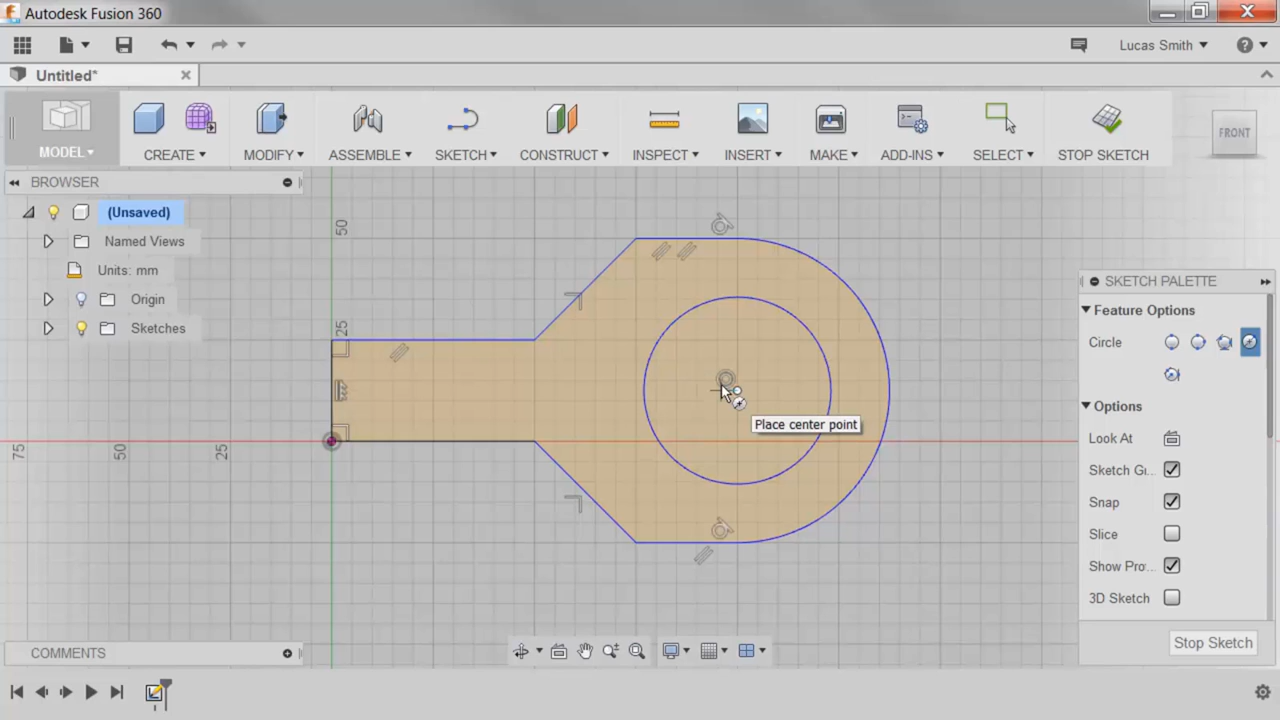 Autodesk Fusion 360
Lucas Smith
Untitled*
MODEL
CREATE
MODIFY
ASSEMBLE
SKETCH
CONSTRUCT
INSPECT
INSERT
MAKE
ADD-INS
SELECT
STOP SKETCH
FRONT
BROWSER
(Unsaved)
Named Views
Units: mm
Origin
Sketches
50
25
75
50
25
Place center point
SKETCH PALETTE
Feature Options
Circle
Options
Look At
Sketch Gr...
Snap
Slice
Show Pro...
3D Sketch
Stop Sketch
COMMENTS